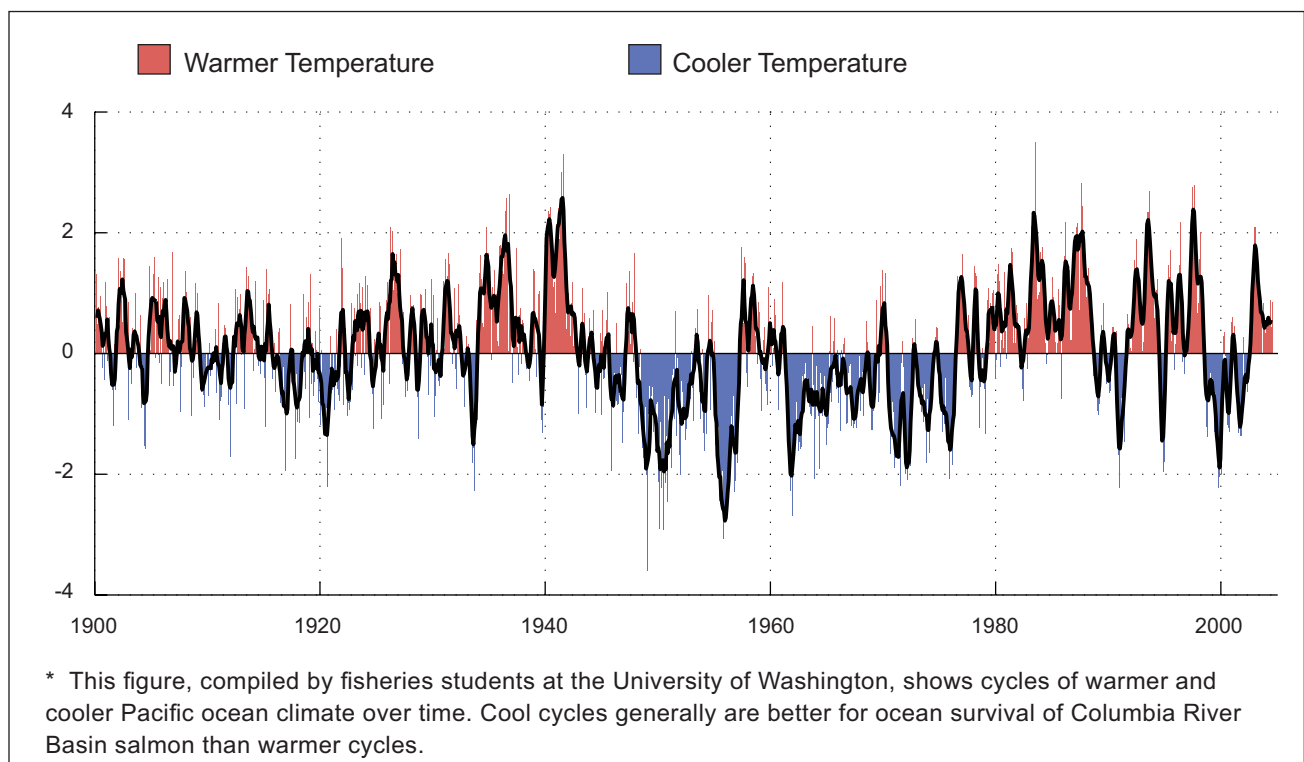 Warmer Temperature
Cooler Temperature
4
2
0
-2
-4
1900 1920 1940 1960 1980 2000
* This figure, compiled by fisheries students at the University of Washington, shows cycles of warmer and
cooler Pacific ocean climate over time. Cool cycles generally are better for ocean survival of Columbia River
Basin salmon than warmer cycles.